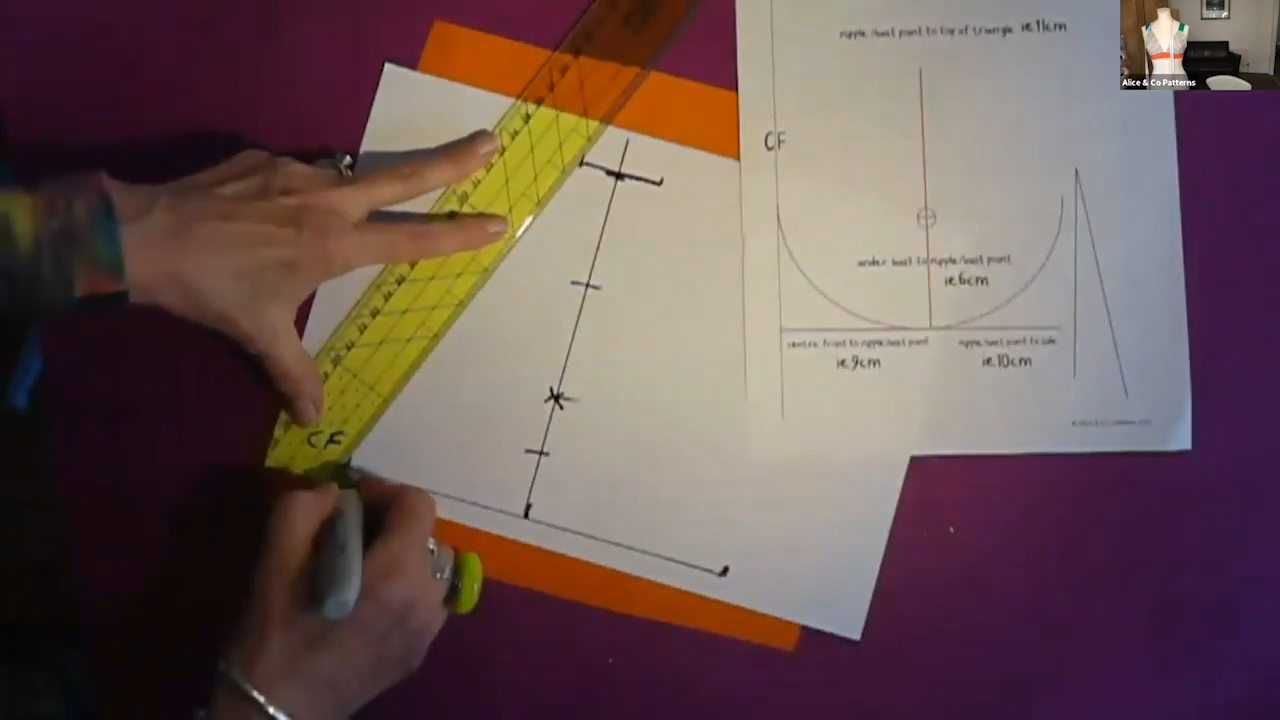 nipple/bust point to top of triangle ie 11cm
Alice & Co Patterns
CF
under bust to nipple/bust point
ie 6cm
centre front to nipple/bust point
ie 9cm
nipple/bust point to side
ie 10cm
CF